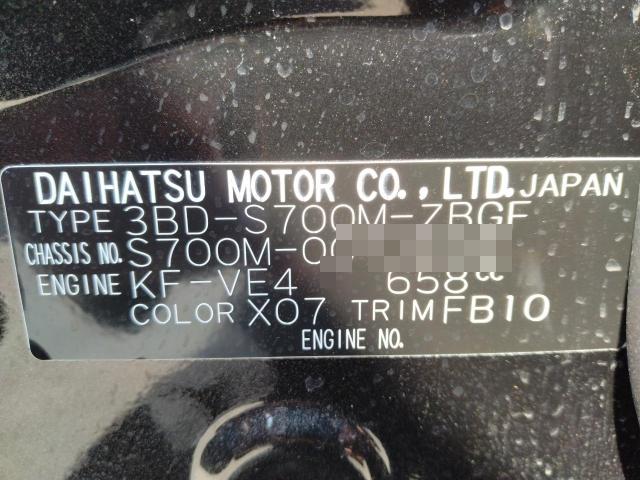 DAIHATSU MOTOR CO., LTD. JAPAN
TYPE 3BD-S700M-ZBGF
CHASSIS NO. S700M-00
ENGINE KF-VE4 658cc
COLOR X07 TRIM FB10
ENGINE NO.